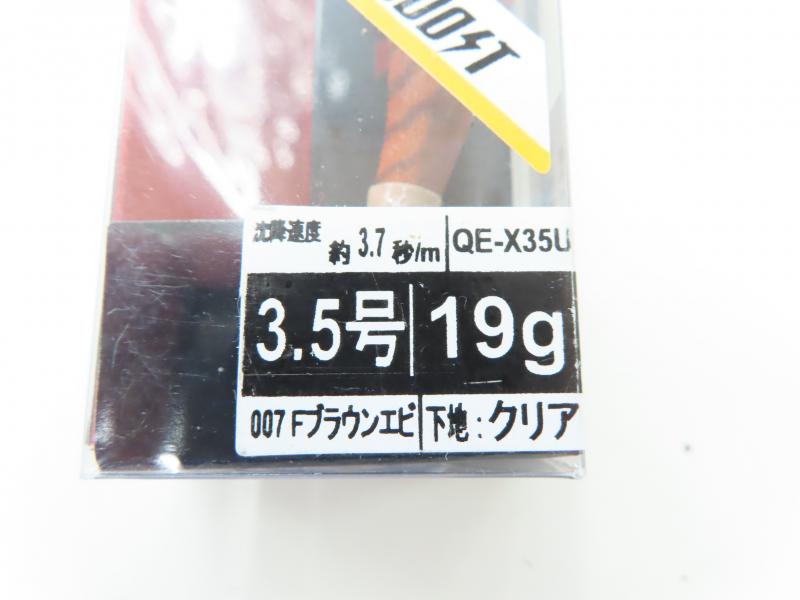 沈降速度 約 3.7 秒/m QE-X35U
3.5号 19g
007 Fブラウンエビ 下地:クリア